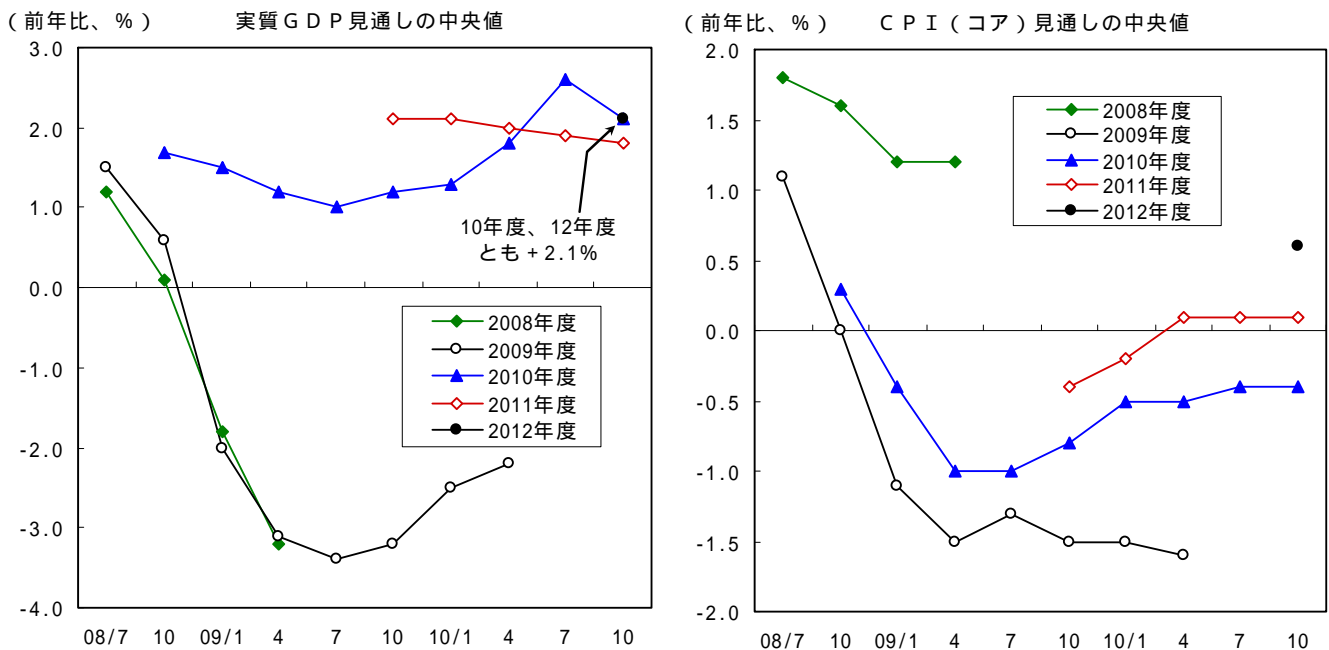 （前年比、％）　実質ＧＤＰ見通しの中央値
3.0
2.0
1.0
0.0
-1.0
-2.0
-3.0
-4.0
08/7 10 09/1 4 7 10 10/1 4 7 10
10年度、12年度
とも＋2.1%
2008年度
2009年度
2010年度
2011年度
2012年度
（前年比、％）　ＣＰＩ（コア）見通しの中央値
2.0
1.5
1.0
0.5
0.0
-0.5
-1.0
-1.5
-2.0
08/7 10 09/1 4 7 10 10/1 4 7 10
2008年度
2009年度
2010年度
2011年度
2012年度